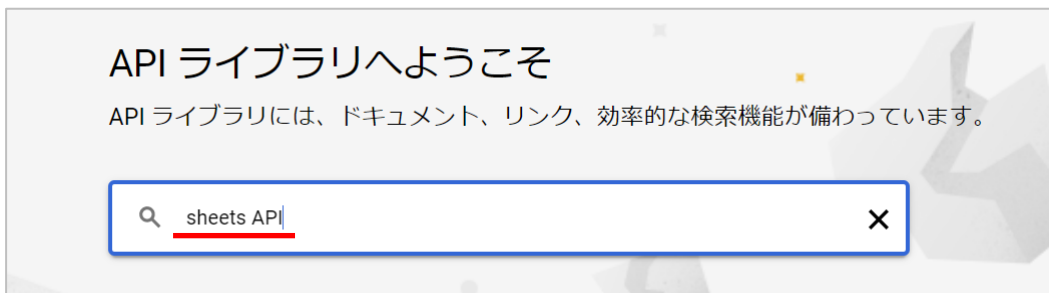 API ライブラリへようこそ
API ライブラリには、ドキュメント、リンク、効率的な検索機能が備わっています。
sheets API